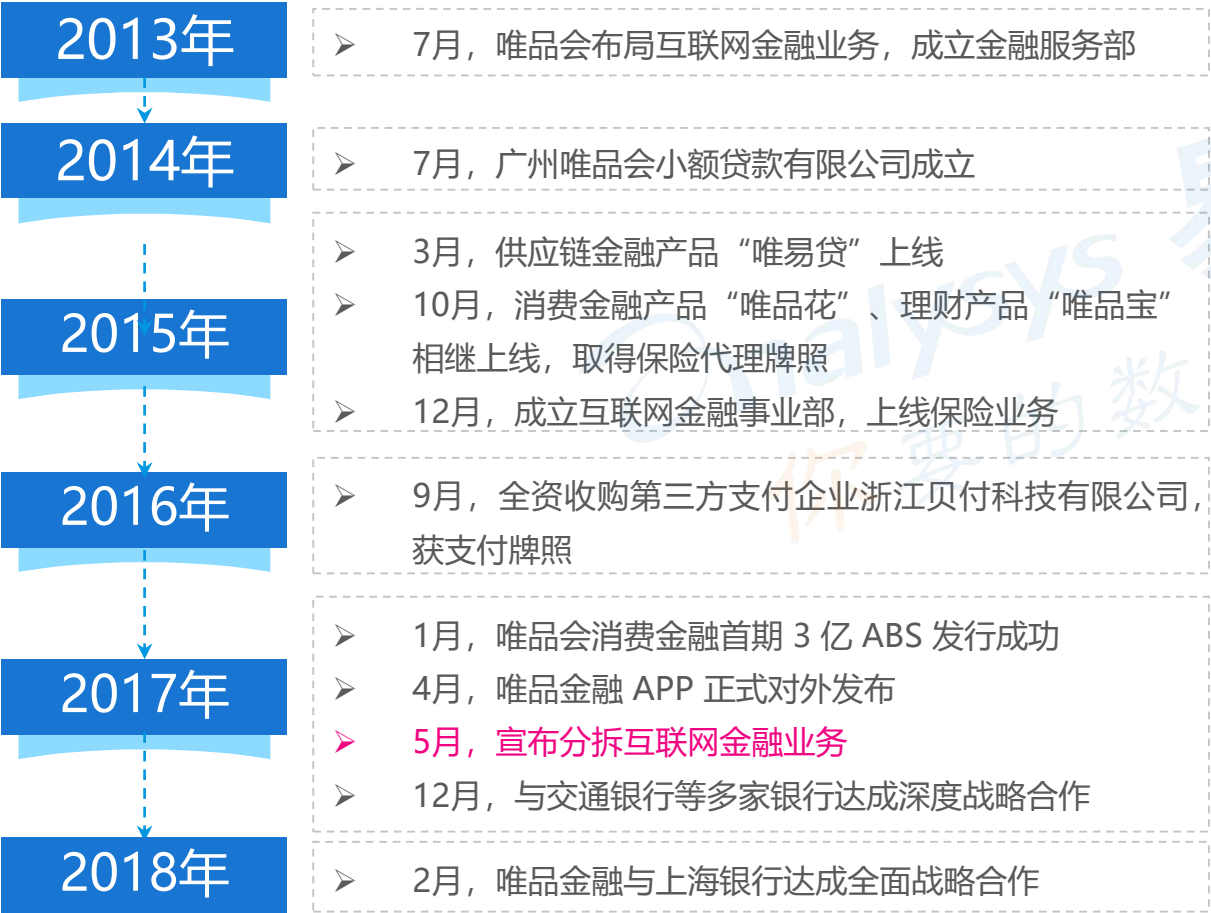 2013年
➢ 7月，唯品会布局互联网金融业务，成立金融服务部
2014年
➢ 7月，广州唯品会小额贷款有限公司成立
2015年
➢ 3月，供应链金融产品“唯易贷”上线
➢ 10月，消费金融产品“唯品花”、理财产品“唯品宝”
相继上线，取得保险代理牌照
➢ 12月，成立互联网金融事业部，上线保险业务
2016年
➢ 9月，全资收购第三方支付企业浙江贝付科技有限公司，
获支付牌照
2017年
➢ 1月，唯品会消费金融首期 3 亿 ABS 发行成功
➢ 4月，唯品金融 APP 正式对外发布
➢ 5月，宣布分拆互联网金融业务
➢ 12月，与交通银行等多家银行达成深度战略合作
2018年
➢ 2月，唯品金融与上海银行达成全面战略合作
analysys 易
你要的数